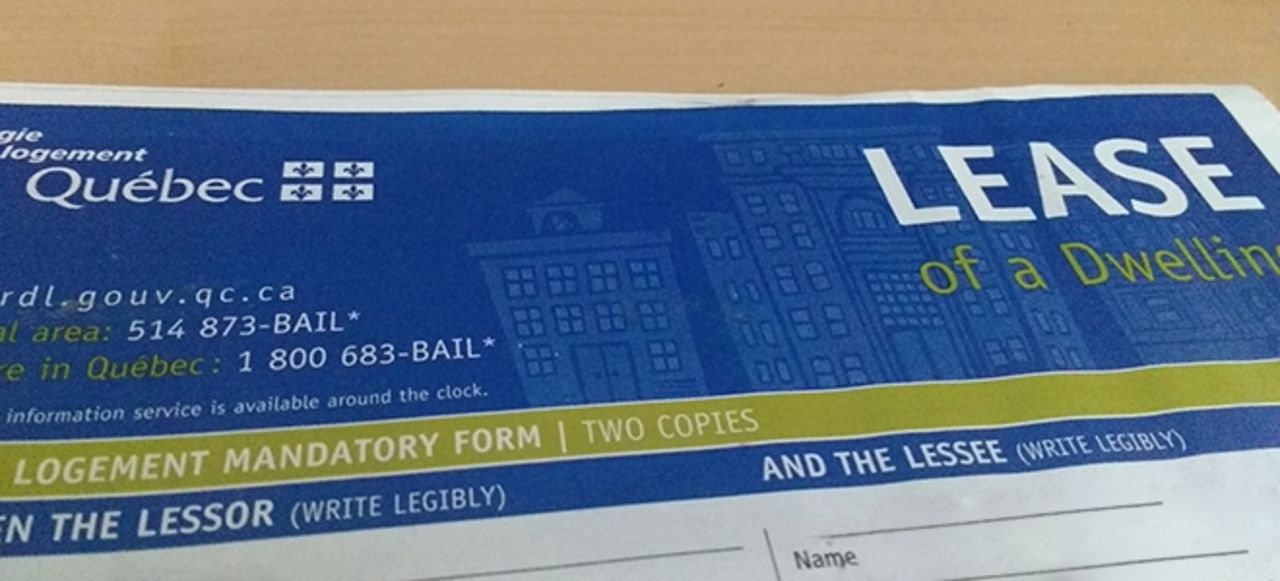 gie
logement
Québec
LEASE
of a Dwelling
rdl.gouv.qc.ca
al area: 514 873-BAIL*
re in Québec: 1 800 683-BAIL*
information service is available around the clock.
LOGEMENT MANDATORY FORM | TWO COPIES
EN THE LESSOR (WRITE LEGIBLY)
AND THE LESSEE (WRITE LEGIBLY)
Name